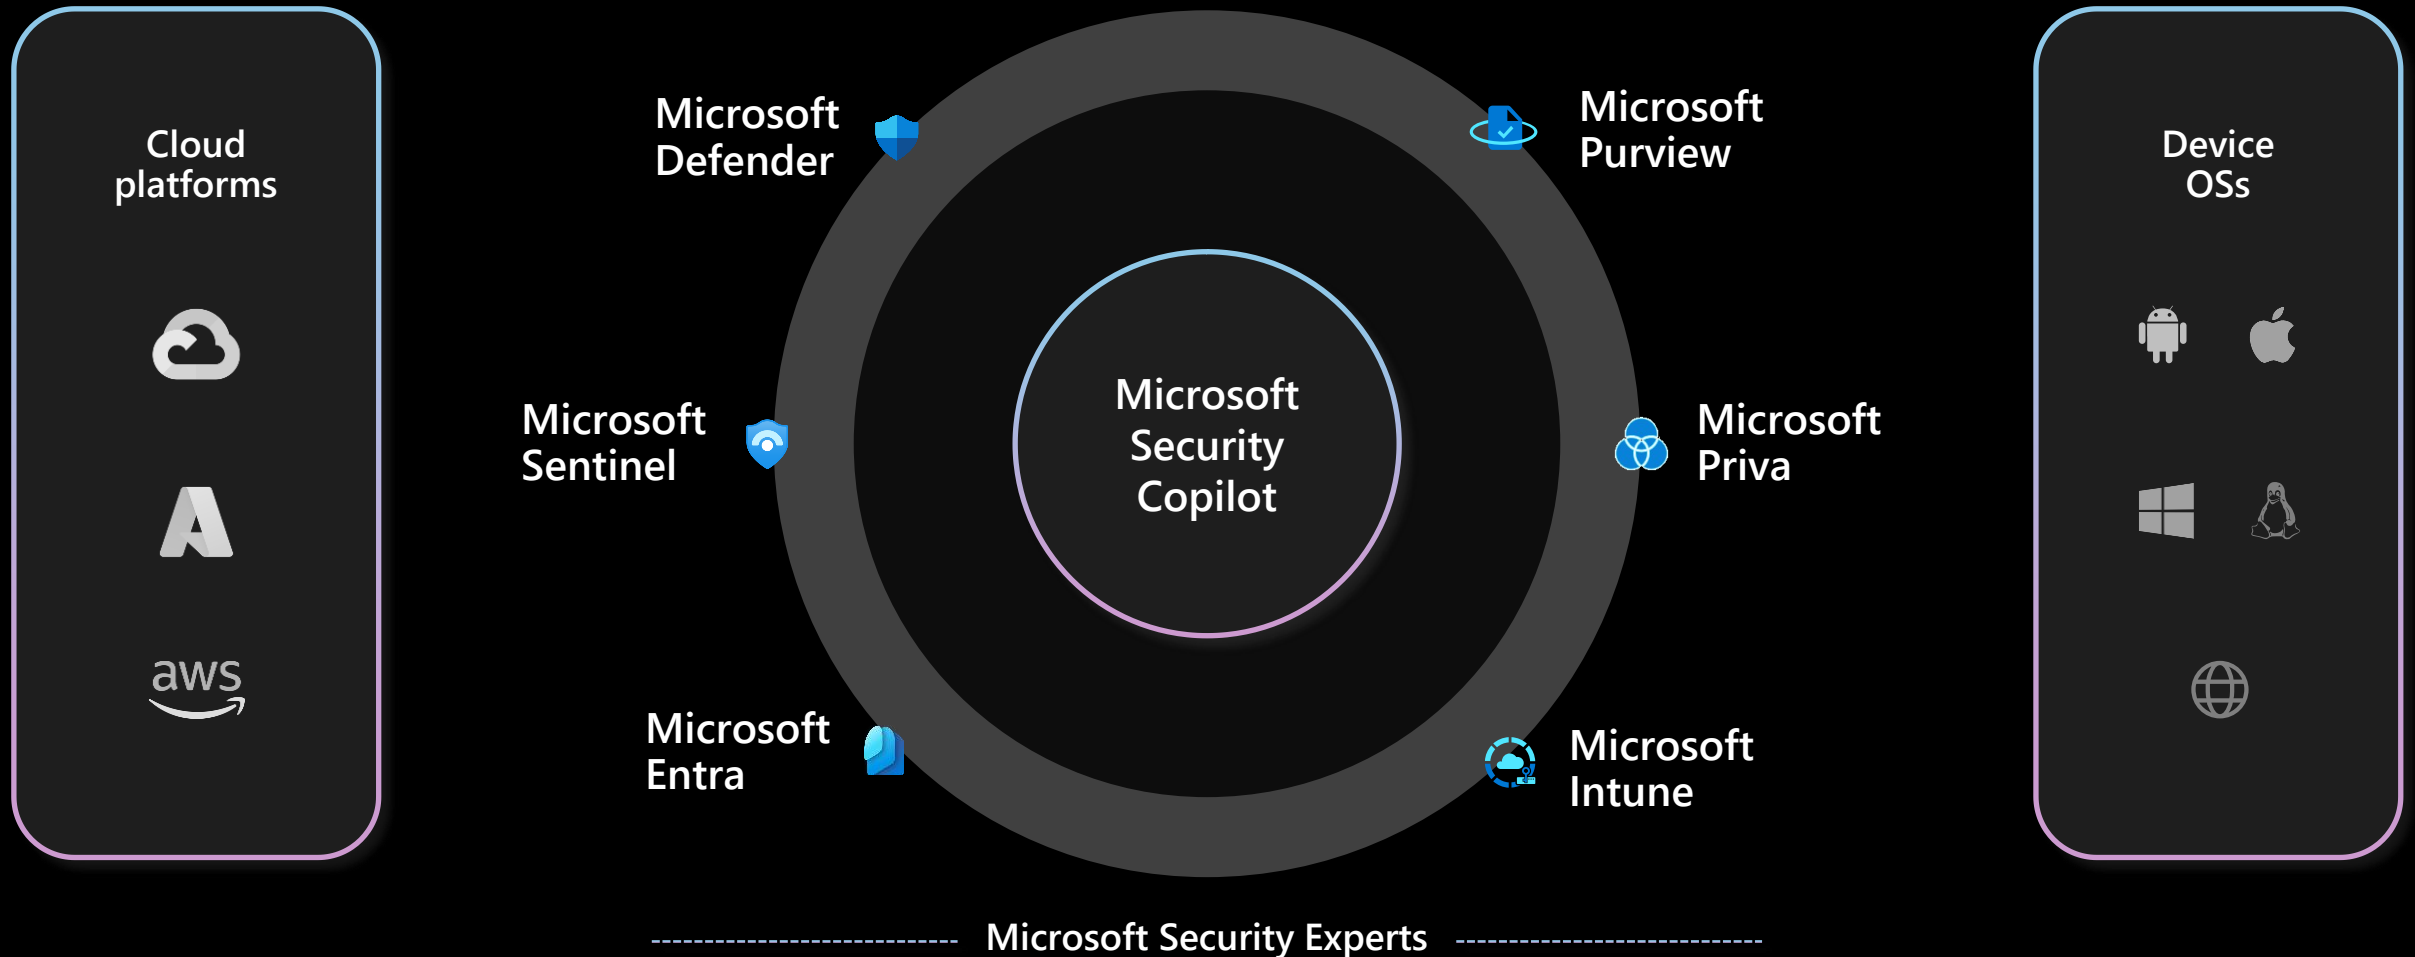 Cloud
platforms
aws
Microsoft
Defender
Microsoft
Sentinel
Microsoft
Entra
Microsoft
Security
Copilot
Microsoft
Purview
Microsoft
Priva
Microsoft
Intune
Device
OSs
Microsoft Security Experts